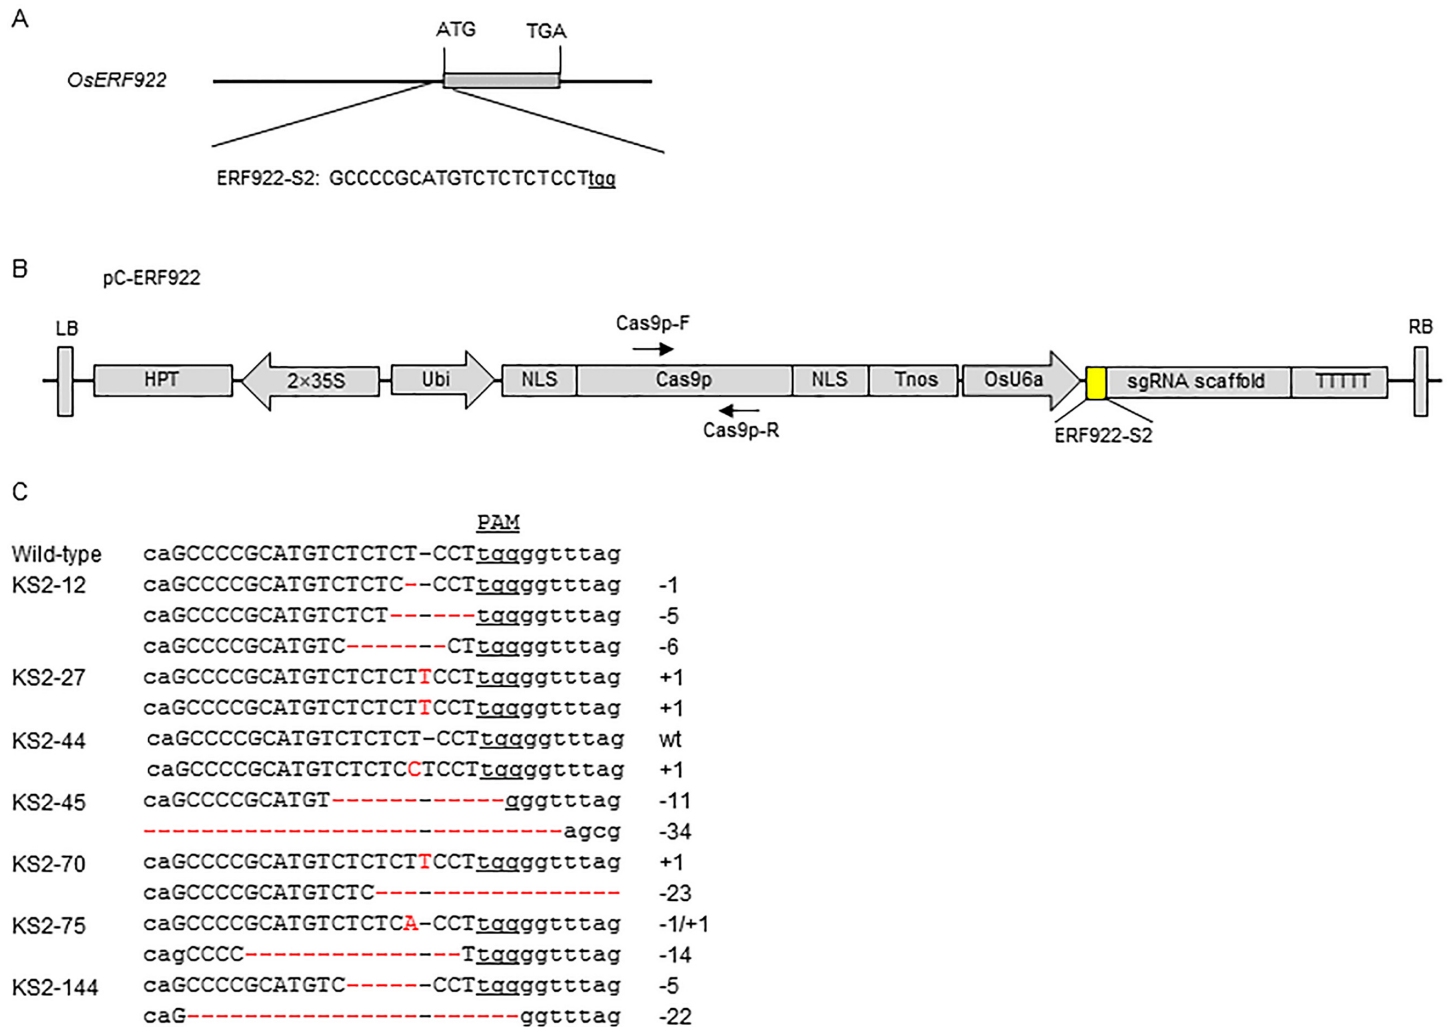 A
ATG TGA
OsERF922
ERF922-S2: GCCCCGCATGTCTCTCTCCTtgg
B
pC-ERF922
LB
RB
Cas9p-F
HPT 2×35S Ubi NLS Cas9p NLS Tnos OsU6a sgRNA scaffold TTTTT
Cas9p-R
ERF922-S2
C
PAM
Wild-type caGCCCCGCATGTCTCTCT-CCTtggggtttag
KS2-12 caGCCCCGCATGTCTCTC--CCTtggggtttag -1
caGCCCCGCATGTCTCT------tggggtttag -5
caGCCCCGCATGTC-------CTtggggtttag -6
KS2-27 caGCCCCGCATGTCTCTCTTCCTtggggtttag +1
caGCCCCGCATGTCTCTCTTCCTtggggtttag +1
KS2-44 caGCCCCGCATGTCTCTCT-CCTtggggtttag wt
caGCCCCGCATGTCTCTCCTCCTtggggtttag +1
KS2-45 caGCCCCGCATGT------------gggtttag -11
-----------------------------agcg -34
KS2-70 caGCCCCGCATGTCTCTCTTCCTtggggtttag +1
caGCCCCGCATGTCTC----------------- -23
KS2-75 caGCCCCGCATGTCTCTCA-CCTtggggtttag -1/+1
cagCCCC---------------Ttggggtttag -14
KS2-144 caGCCCCGCATGTC------CCTtggggtttag -5
caG-----------------------ggtttag -22